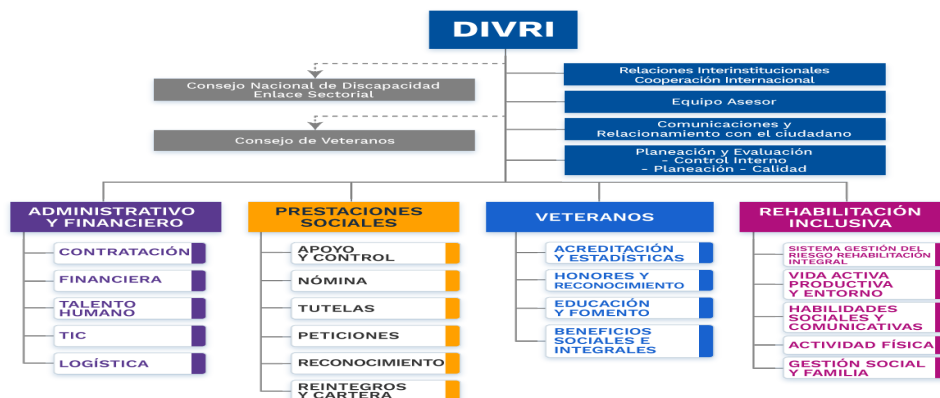 DIVRI
Consejo Nacional de Discapacidad
Enlace Sectorial
Consejo de Veteranos
Relaciones Interinstitucionales
Cooperación Internacional
Equipo Asesor
Comunicaciones y
Relacionamiento con el ciudadano
Planeación y Evaluación
- Control Interno
- Planeación - Calidad
ADMINISTRATIVO
Y FINANCIERO
CONTRATACIÓN
FINANCIERA
TALENTO
HUMANO
TIC
LOGÍSTICA
PRESTACIONES
SOCIALES
APOYO
Y CONTROL
NÓMINA
TUTELAS
PETICIONES
RECONOCIMIENTO
REINTEGROS
Y CARTERA
VETERANOS
ACREDITACIÓN
Y ESTADÍSTICAS
HONORES Y
RECONOCIMIENTO
EDUCACIÓN
Y FOMENTO
BENEFICIOS
SOCIALES E
INTEGRALES
REHABILITACIÓN
INCLUSIVA
SISTEMA GESTIÓN DEL
RIESGO REHABILITACIÓN
INTEGRAL
VIDA ACTIVA
PRODUCTIVA
Y ENTORNO
HABILIDADES
SOCIALES Y
COMUNICATIVAS
ACTIVIDAD FÍSICA
GESTIÓN SOCIAL
Y FAMILIA